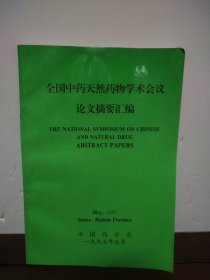 全国中药天然药物学术会议
论文摘要汇编
THE NATIONAL SYMPOSIUM ON CHINESE
AND NATURAL DRUG
ABSTRACT PAPERS
May, 1997
Sanya, Hainan Province
中国药学会
一九九七年五月